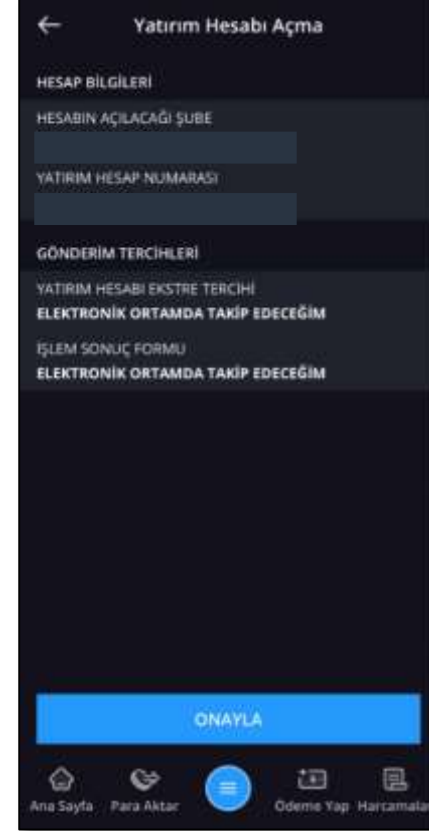 Yatırım Hesabı Açma
HESAP BİLGİLERİ
HESABIN AÇILACAĞI ŞUBE
YATIRIM HESAP NUMARASI
GÖNDERİM TERCİHLERİ
YATIRIM HESABI EKSTRE TERCİHİ
ELEKTRONİK ORTAMDA TAKİP EDECEĞİM
İŞLEM SONUÇ FORMU
ELEKTRONİK ORTAMDA TAKİP EDECEĞİM
ONAYLA
Ana Sayfa Para Aktar Ödeme Yap Harcamalar